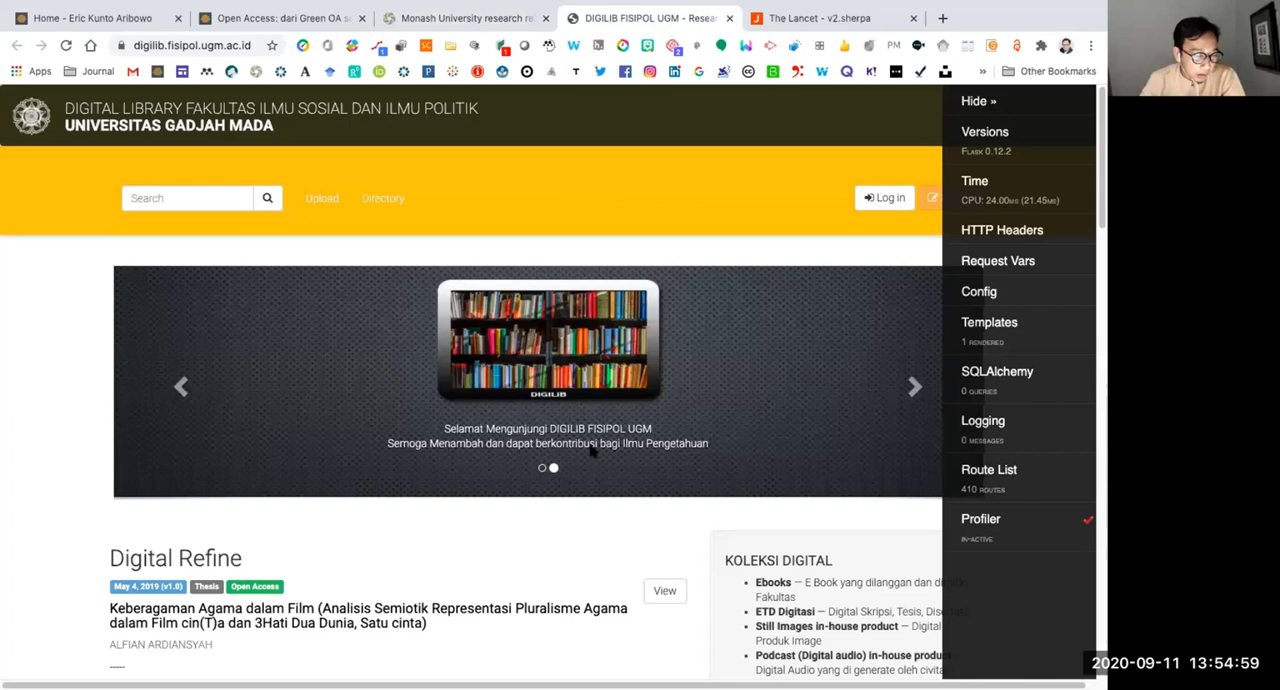 Home - Eric Kunto Aribowo
Open Access: dari Green OA s
Monash University research re
DIGILIB FISIPOL UGM - Resea
The Lancet - v2.sherpa
digilib.fisipol.ugm.ac.id
PM
Apps
Journal
Other Bookmarks
DIGITAL LIBRARY FAKULTAS ILMU SOSIAL DAN ILMU POLITIK
UNIVERSITAS GADJAH MADA
Search
Upload
Directory
Log in
DIGILIB
Selamat Mengunjungi DIGILIB FISIPOL UGM
Semoga Menambah dan dapat berkontribusi bagi Ilmu Pengetahuan
Digital Refine
May 4, 2019 (v1.0) Thesis Open Access
View
Keberagaman Agama dalam Film (Analisis Semiotik Representasi Pluralisme Agama
dalam Film cin(T)a dan 3Hati Dua Dunia, Satu cinta)
ALFIAN ARDIANSYAH
-----
KOLEKSI DIGITAL
Ebooks — E Book yang dilanggan dan
Fakultas
ETD Digitasi — Digital Skripsi, Tesis,
Still Images in-house product — Digital
Produk Image
Podcast (Digital audio) in-house product
Digital Audio yang di generate oleh
Hide »
Versions
FLASK 0.12.2
Time
CPU: 24.00MS (21.45MS)
HTTP Headers
Request Vars
Config
Templates
1 RENDERED
SQLAlchemy
0 QUERIES
Logging
0 MESSAGES
Route List
410 ROUTES
Profiler
IN-ACTIVE
2020-09-11 13:54:59